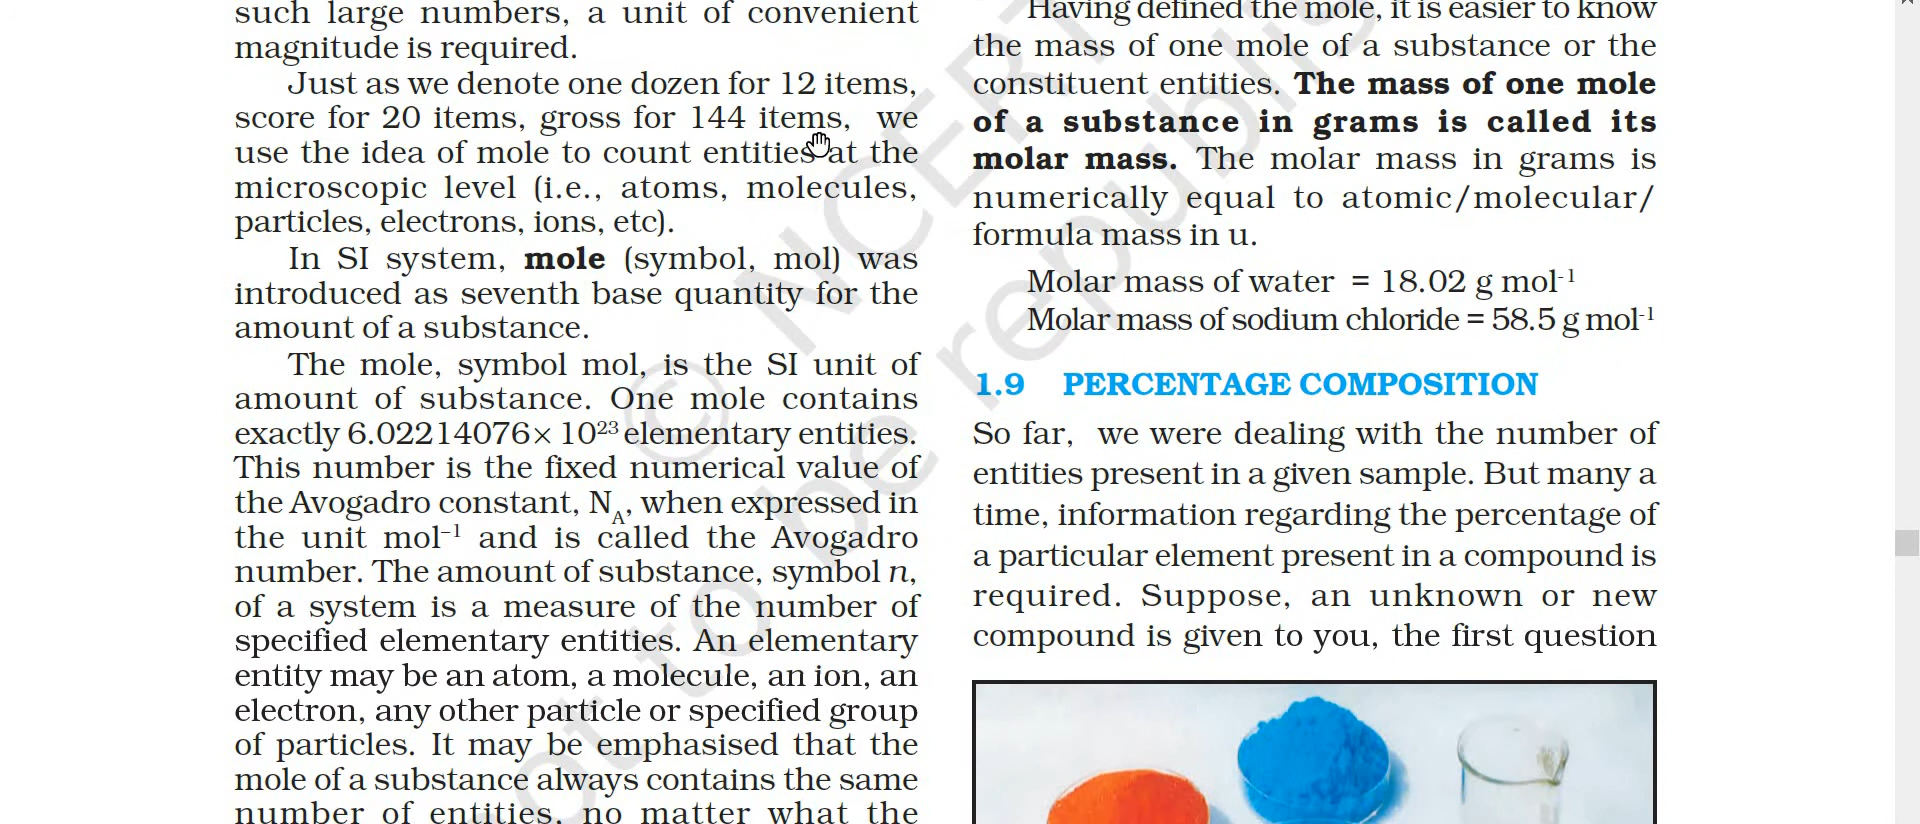 such large numbers, a unit of convenient
magnitude is required.
Just as we denote one dozen for 12 items,
score for 20 items, gross for 144 items, we
use the idea of mole to count entities at the
microscopic level (i.e., atoms, molecules,
particles, electrons, ions, etc).
In SI system, mole (symbol, mol) was
introduced as seventh base quantity for the
amount of a substance.
The mole, symbol mol, is the SI unit of
amount of substance. One mole contains
exactly 6.02214076× 10²³ elementary entities.
This number is the fixed numerical value of
the Avogadro constant, N_A, when expressed in
the unit mol⁻¹ and is called the Avogadro
number. The amount of substance, symbol n,
of a system is a measure of the number of
specified elementary entities. An elementary
entity may be an atom, a molecule, an ion, an
electron, any other particle or specified group
of particles. It may be emphasised that the
mole of a substance always contains the same
number of entities, no matter what the
Having defined the mole, it is easier to know
the mass of one mole of a substance or the
constituent entities. The mass of one mole
of a substance in grams is called its
molar mass. The molar mass in grams is
numerically equal to atomic/molecular/
formula mass in u.
Molar mass of water = 18.02 g mol⁻¹
Molar mass of sodium chloride = 58.5 g mol⁻¹
1.9 PERCENTAGE COMPOSITION
So far, we were dealing with the number of
entities present in a given sample. But many a
time, information regarding the percentage of
a particular element present in a compound is
required. Suppose, an unknown or new
compound is given to you, the first question
© NCERT
not to be republis